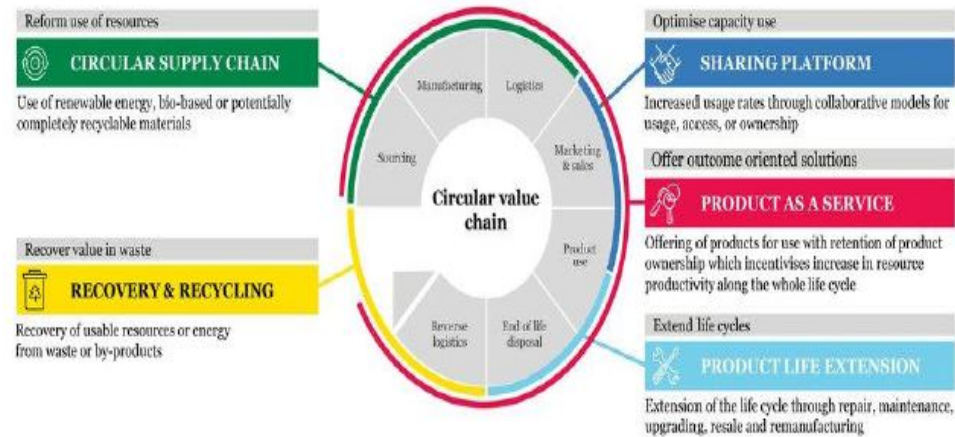 Reform use of resources
CIRCULAR SUPPLY CHAIN
Use of renewable energy, bio-based or potentially
completely recyclable materials
Recover value in waste
RECOVERY & RECYCLING
Recovery of usable resources or energy
from waste or by-products
Manufacturing
Logistics
Sourcing
Marketing
& sales
Circular value
chain
Product
use
Reverse
logistics
End of life
disposal
Optimise capacity use
SHARING PLATFORM
Increased usage rates through collaborative models for
usage, access, or ownership
Offer outcome oriented solutions
PRODUCT AS A SERVICE
Offering of products for use with retention of product
ownership which incentivises increase in resource
productivity along the whole life cycle
Extend life cycles
PRODUCT LIFE EXTENSION
Extension of the life cycle through repair, maintenance,
upgrading, resale and remanufacturing